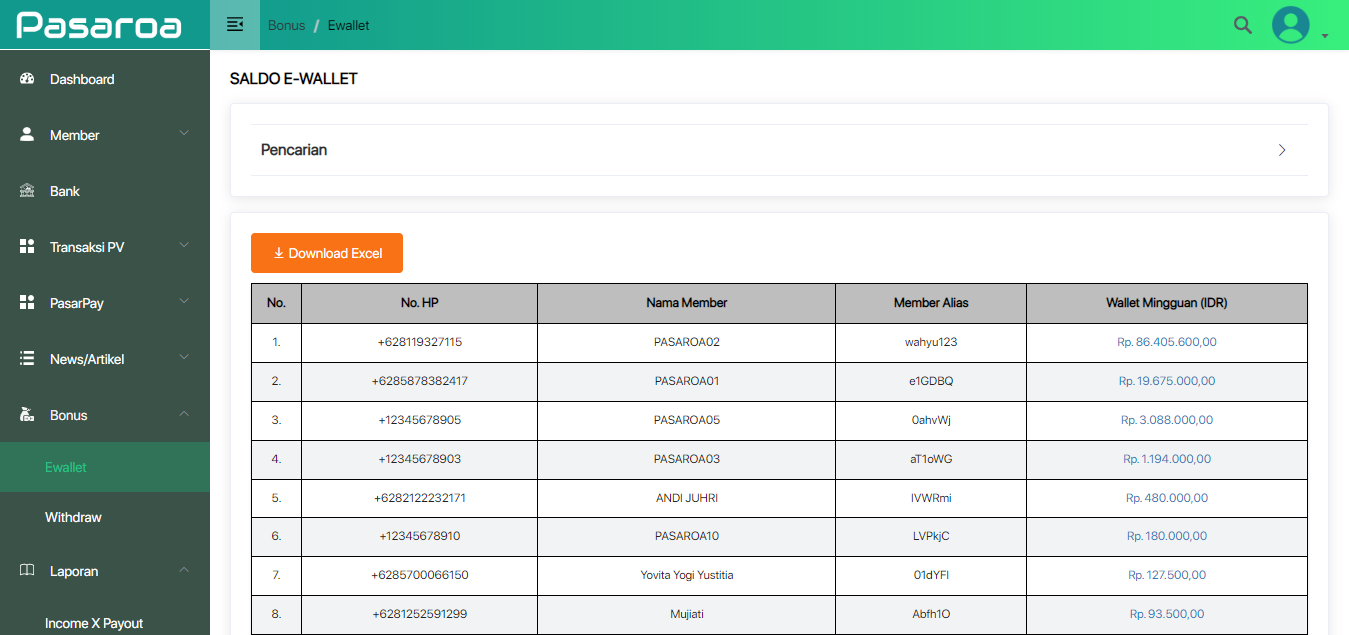 Pasaroa
Bonus / Ewallet
Dashboard
Member
Bank
Transaksi PV
PasarPay
News/Artikel
Bonus
Ewallet
Withdraw
Laporan
Income X Payout
SALDO E-WALLET
Pencarian
Download Excel
No. No. HP Nama Member Member Alias Wallet Mingguan (IDR)
1. +628119327115 PASAROA02 wahyu123 Rp. 86.405.600,00
2. +6285878382417 PASAROA01 e1GDBQ Rp. 19.675.000,00
3. +12345678905 PASAROA05 0ahvWj Rp. 3.088.000,00
4. +12345678903 PASAROA03 aT1oWG Rp. 1.194.000,00
5. +6282122232171 ANDI JUHRI IVWRmi Rp. 480.000,00
6. +12345678910 PASAROA10 LVPkjC Rp. 180.000,00
7. +6285700066150 Yovita Yogi Yustitia 01dYFl Rp. 127.500,00
8. +6281252591299 Mujiati Abfh1O Rp. 93.500,00